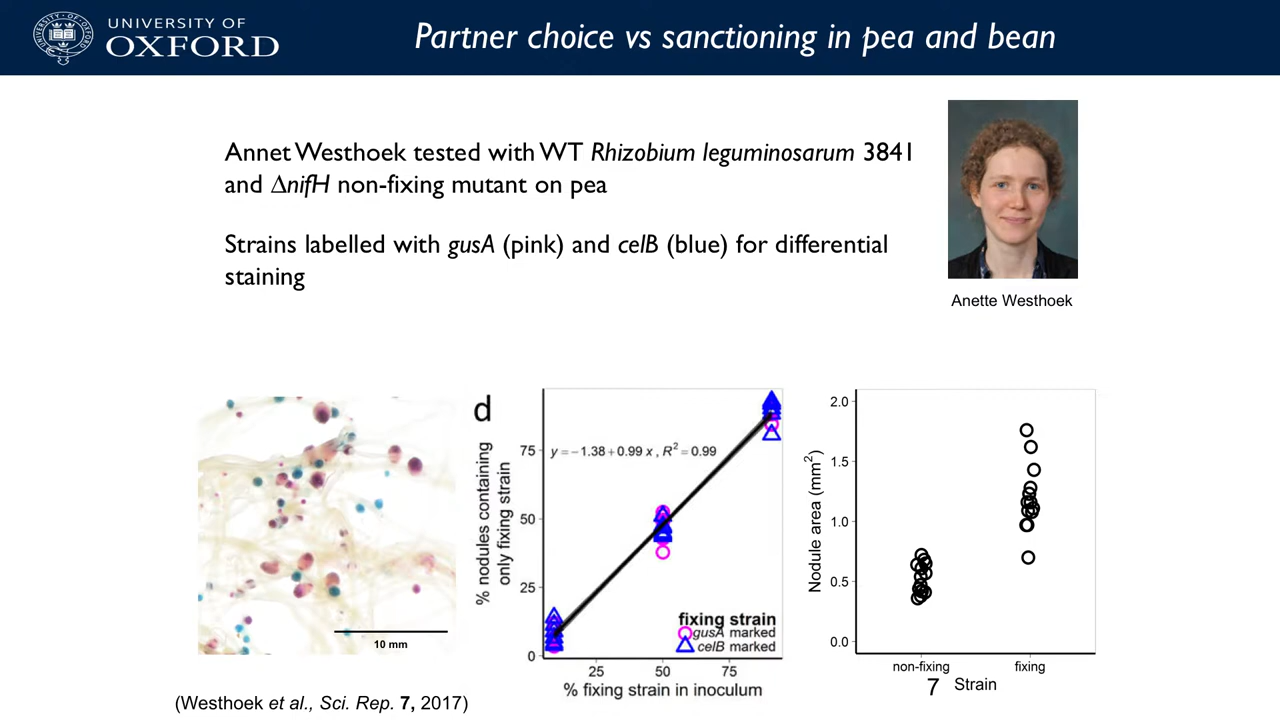 UNIVERSITY OF
OXFORD
Partner choice vs sanctioning in pea and bean
Annet Westhoek tested with WT Rhizobium leguminosarum 3841
and ΔnifH non-fixing mutant on pea
Strains labelled with gusA (pink) and celB (blue) for differential
staining
Anette Westhoek
10 mm
d
% nodules containing
only fixing strain
75
50
25
0
y = −1.38 + 0.99 x , R² = 0.99
fixing strain
gusA marked
celB marked
25 50 75
% fixing strain in inoculum
Nodule area (mm²)
2.0
1.5
1.0
0.5
0.0
non-fixing fixing
7 Strain
(Westhoek et al., Sci. Rep. 7, 2017)